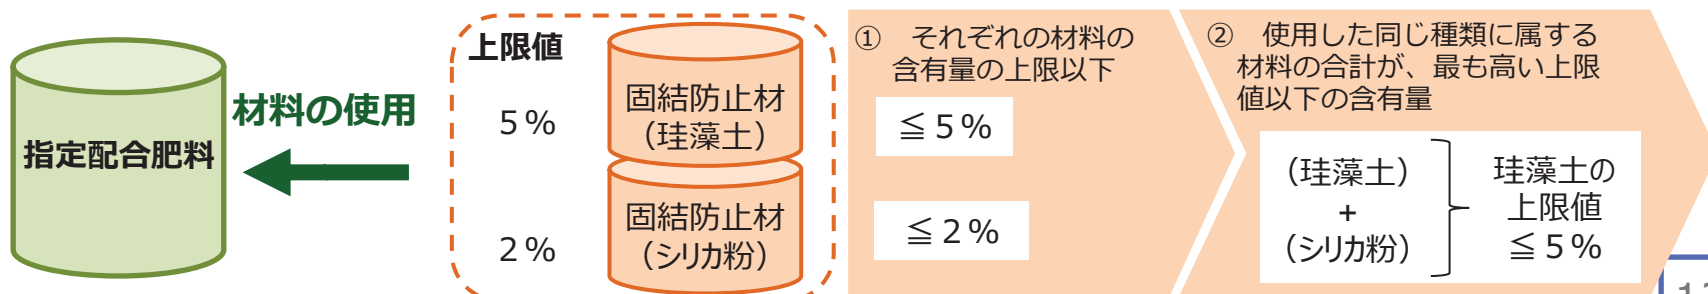 指定配合肥料
材料の使用
上限値
5%
2%
固結防止材
(珪藻土)
固結防止材
(シリカ粉)
① それぞれの材料の
含有量の上限以下
≦5%
≦2%
② 使用した同じ種類に属する
材料の合計が、最も高い上限
値以下の含有量
(珪藻土)
+
(シリカ粉)
珪藻土の
上限値
≦5%